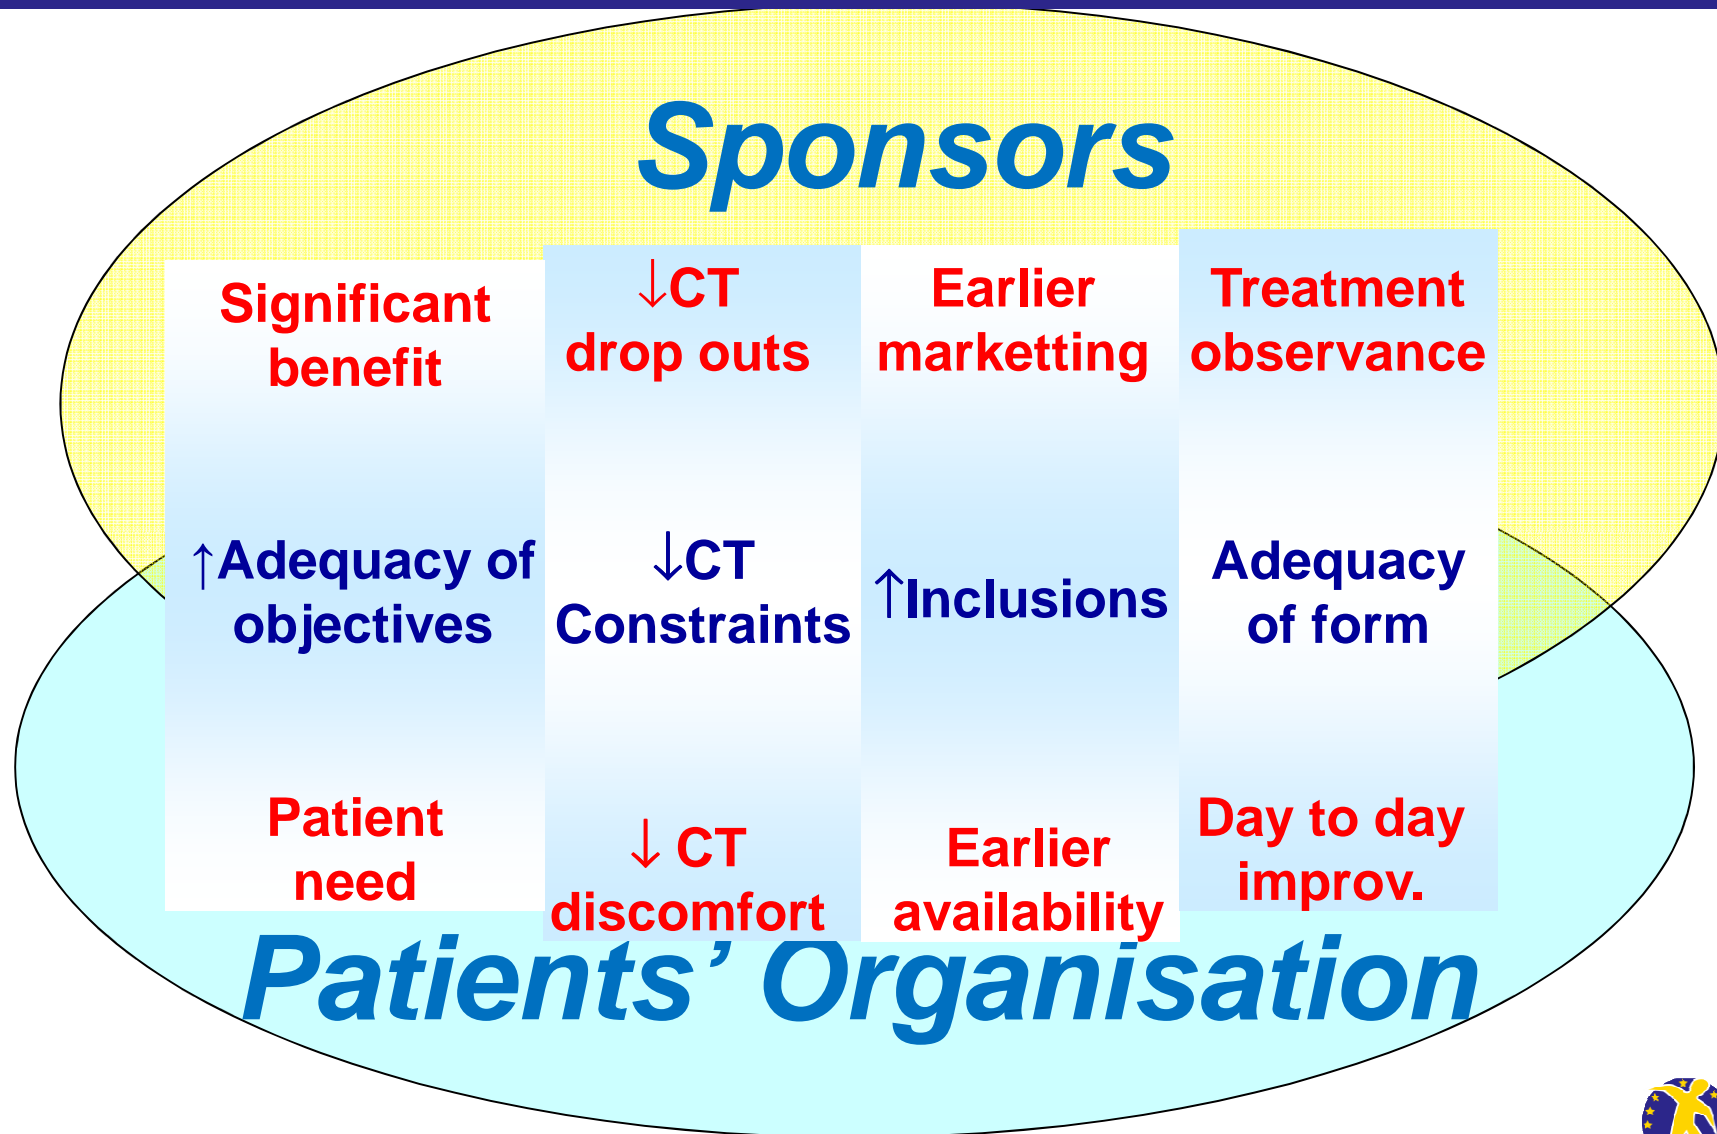 Sponsors
Significant
benefit
↓CT
drop outs
Earlier
marketting
Treatment
observance
↑Adequacy of
objectives
↓CT
Constraints
↑Inclusions
Adequacy
of form
Patient
need
↓ CT
discomfort
Earlier
availability
Day to day
improv.
Patients’ Organisation